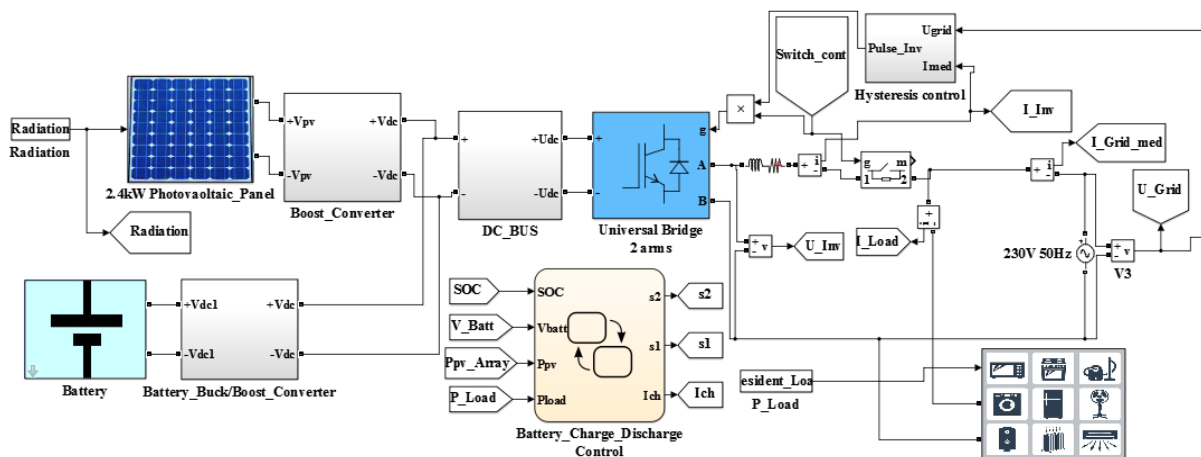 Switch_cont
Ugrid
Pulse_Inv
Imed
Hysteresis control
I_Inv
Radiation
Radiation
+Vpv
+Vdc
-Vpv
-Vdc
2.4kW Photovaoltaic_Panel
Boost_Converter
Radiation
+
+Udc
-
-Udc
DC_BUS
+
-
g
A
B
Universal Bridge
2 arms
×
+
-
i
g
m
1
2
+
-
i
I_Grid_med
U_Grid
+
-
i
I_Load
+
-
v
U_Inv
230V 50Hz
+
-
v
V3
+Vdc1
+Vdc
-Vdc1
-Vdc
Battery
Battery_Buck/Boost_Converter
SOC
V_Batt
Ppv_Array
P_Load
SOC
Vbatt
Ppv
Pload
s2
s1
Ich
s2
s1
Ich
Battery_Charge_Discharge
Control
esident_Loa
P_Load